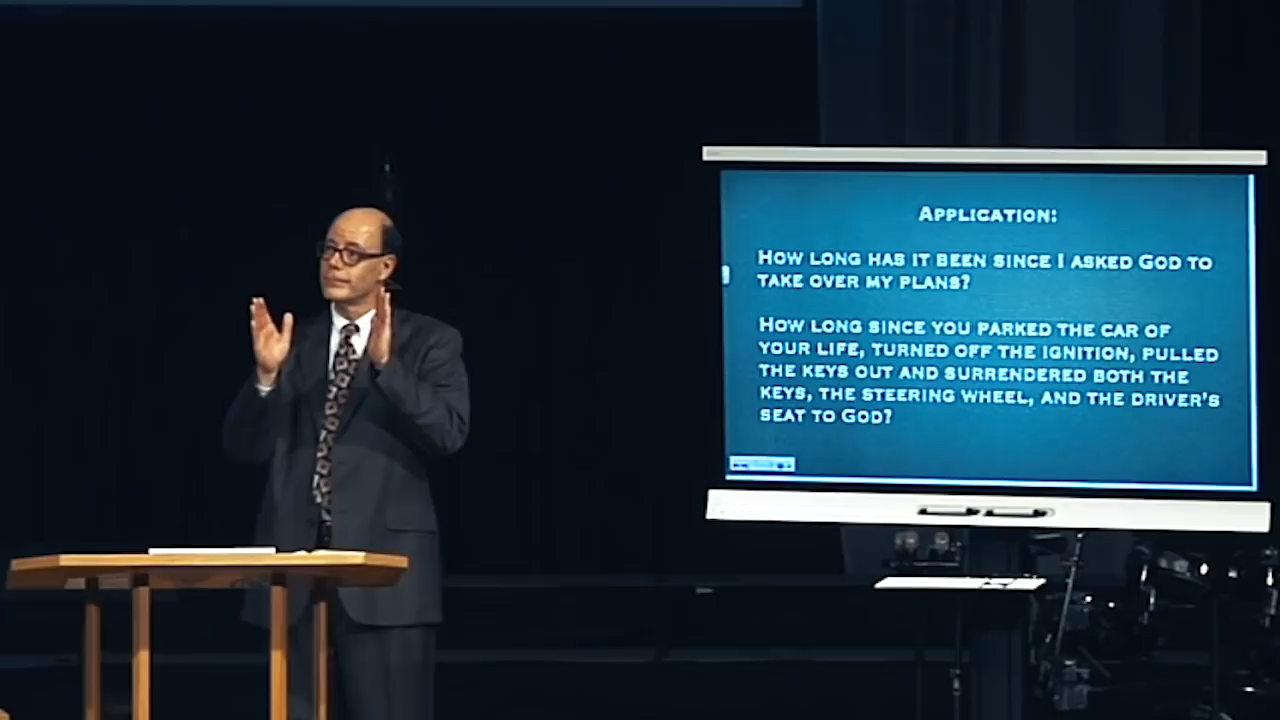 APPLICATION:
HOW LONG HAS IT BEEN SINCE I ASKED GOD TO
TAKE OVER MY PLANS?
HOW LONG SINCE YOU PARKED THE CAR OF
YOUR LIFE, TURNED OFF THE IGNITION, PULLED
THE KEYS OUT AND SURRENDERED BOTH THE
KEYS, THE STEERING WHEEL, AND THE DRIVER'S
SEAT TO GOD?